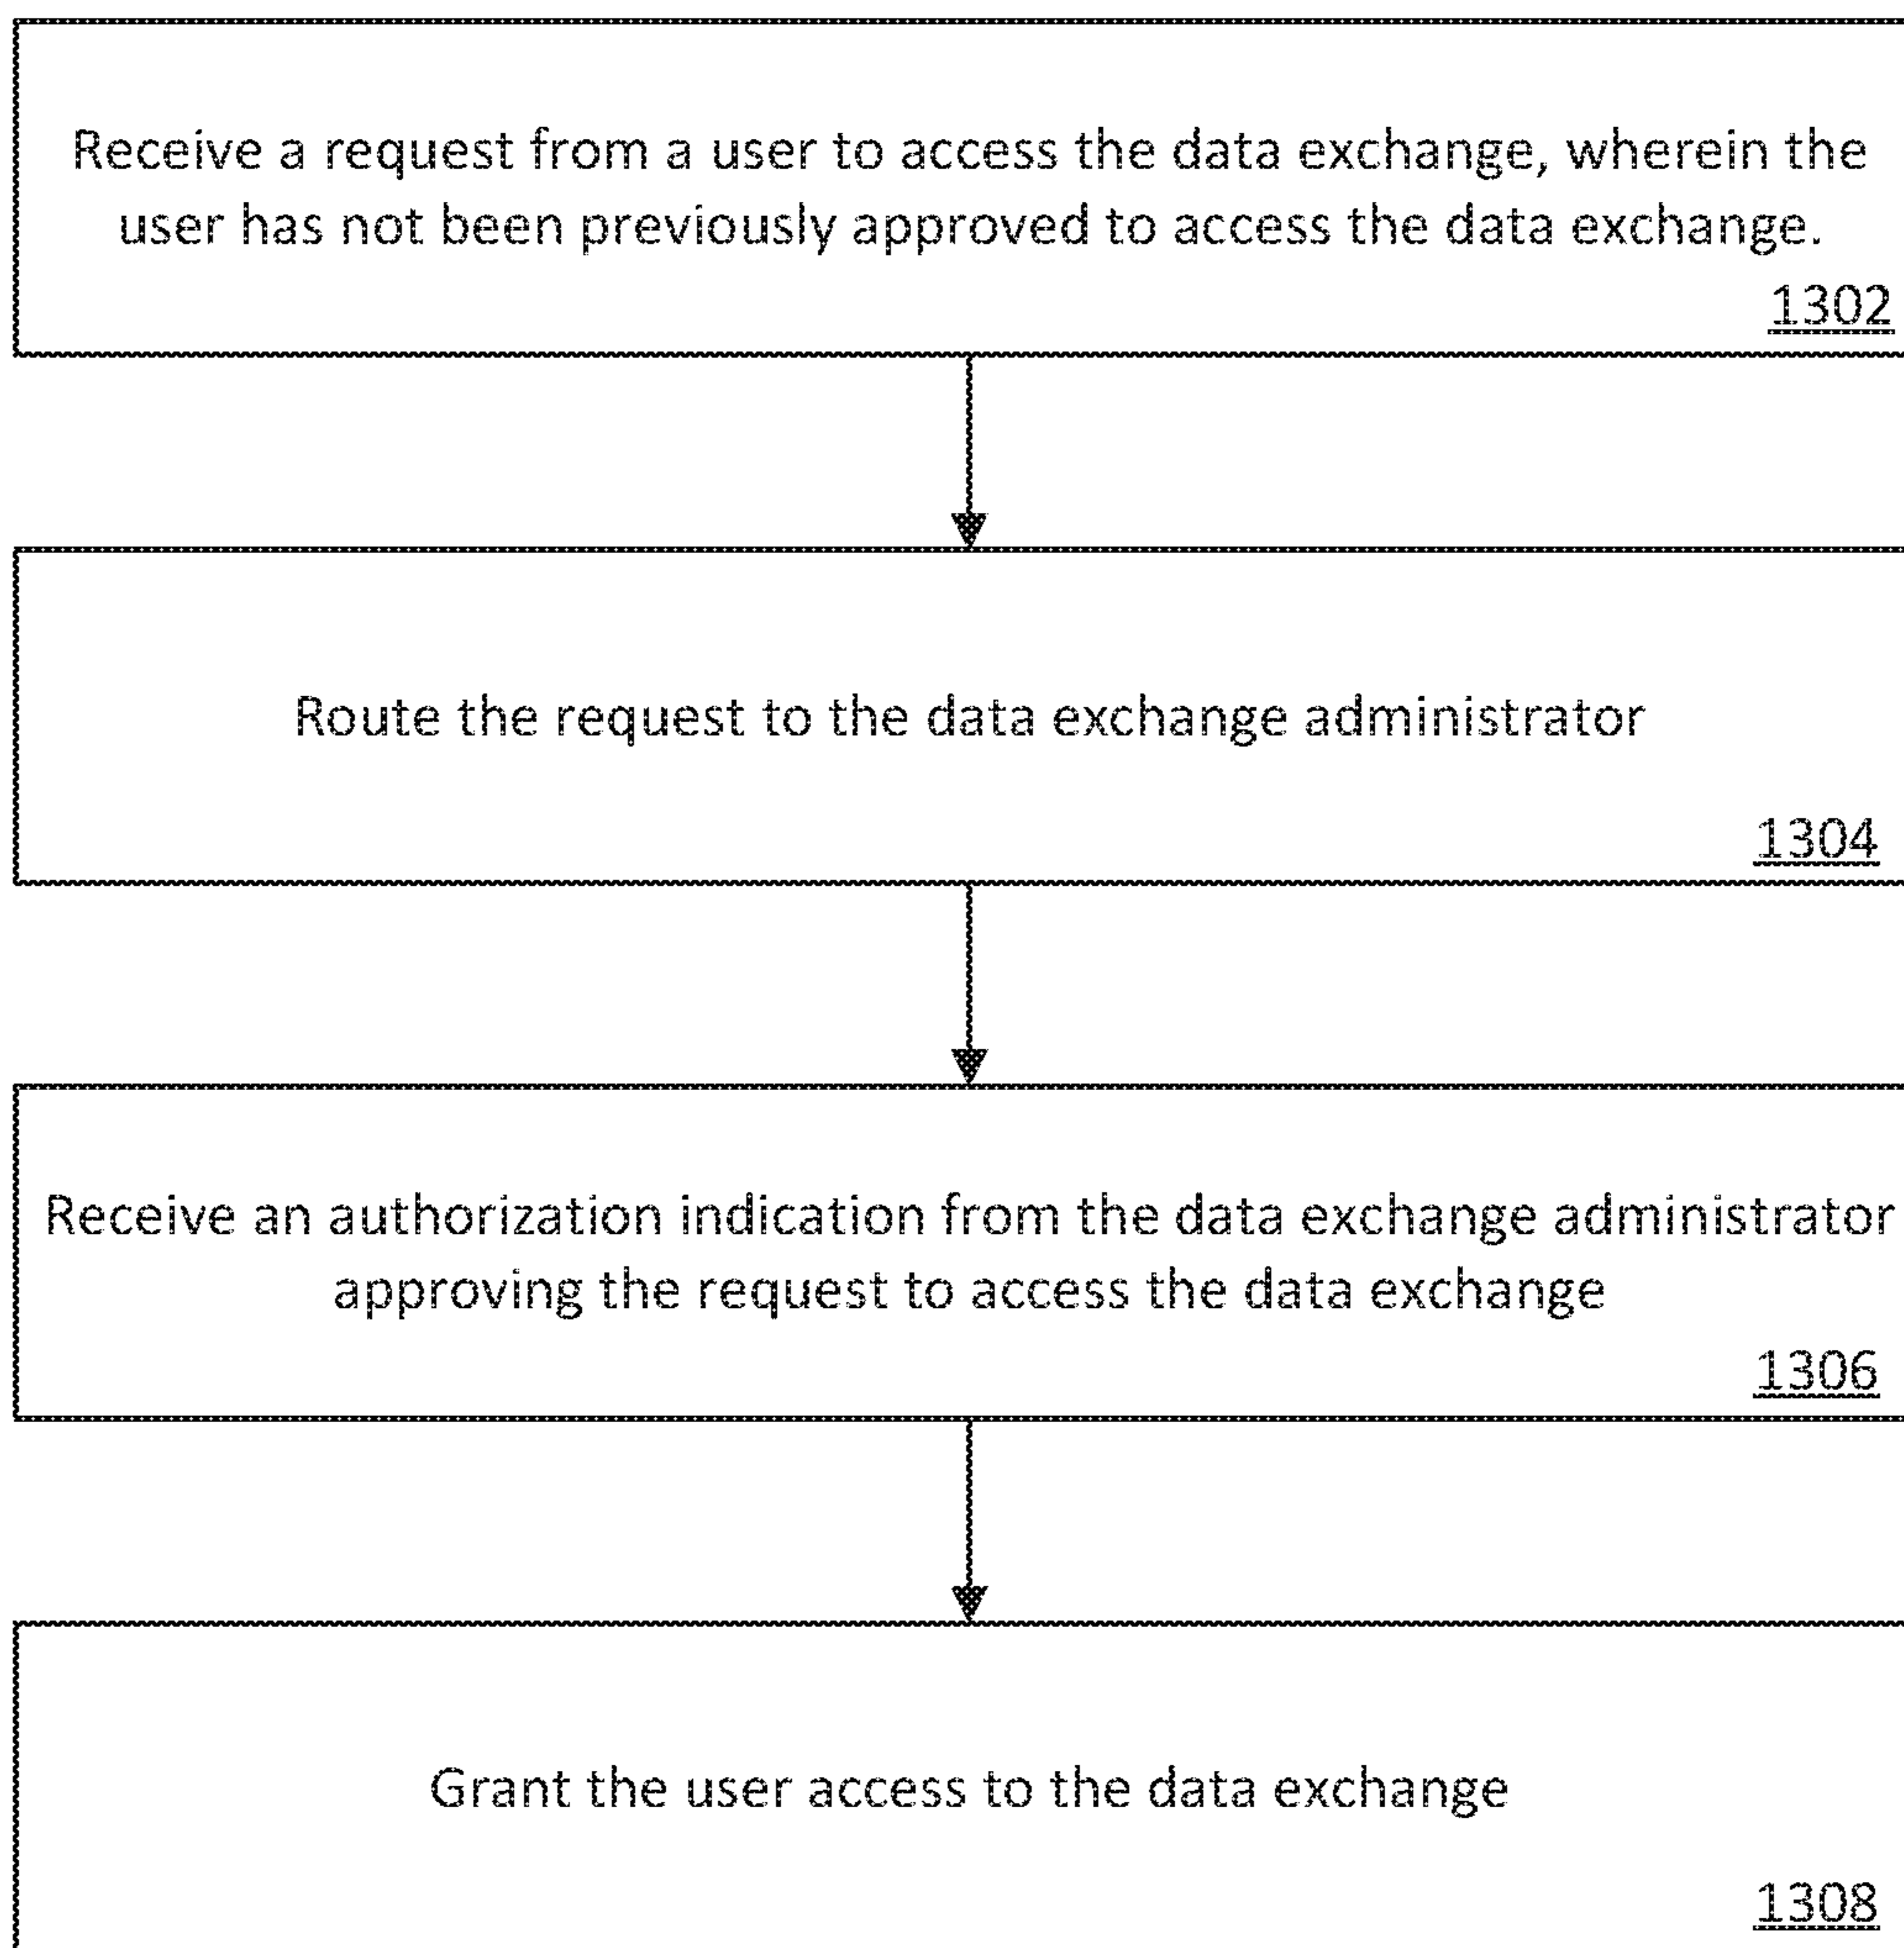 Receive a request from a user to access the data exchange, wherein the
user has not been previously approved to access the data exchange.
1302
Route the request to the data exchange administrator
1304
Receive an authorization indication from the data exchange administrator
approving the request to access the data exchange
1306
Grant the user access to the data exchange
1308